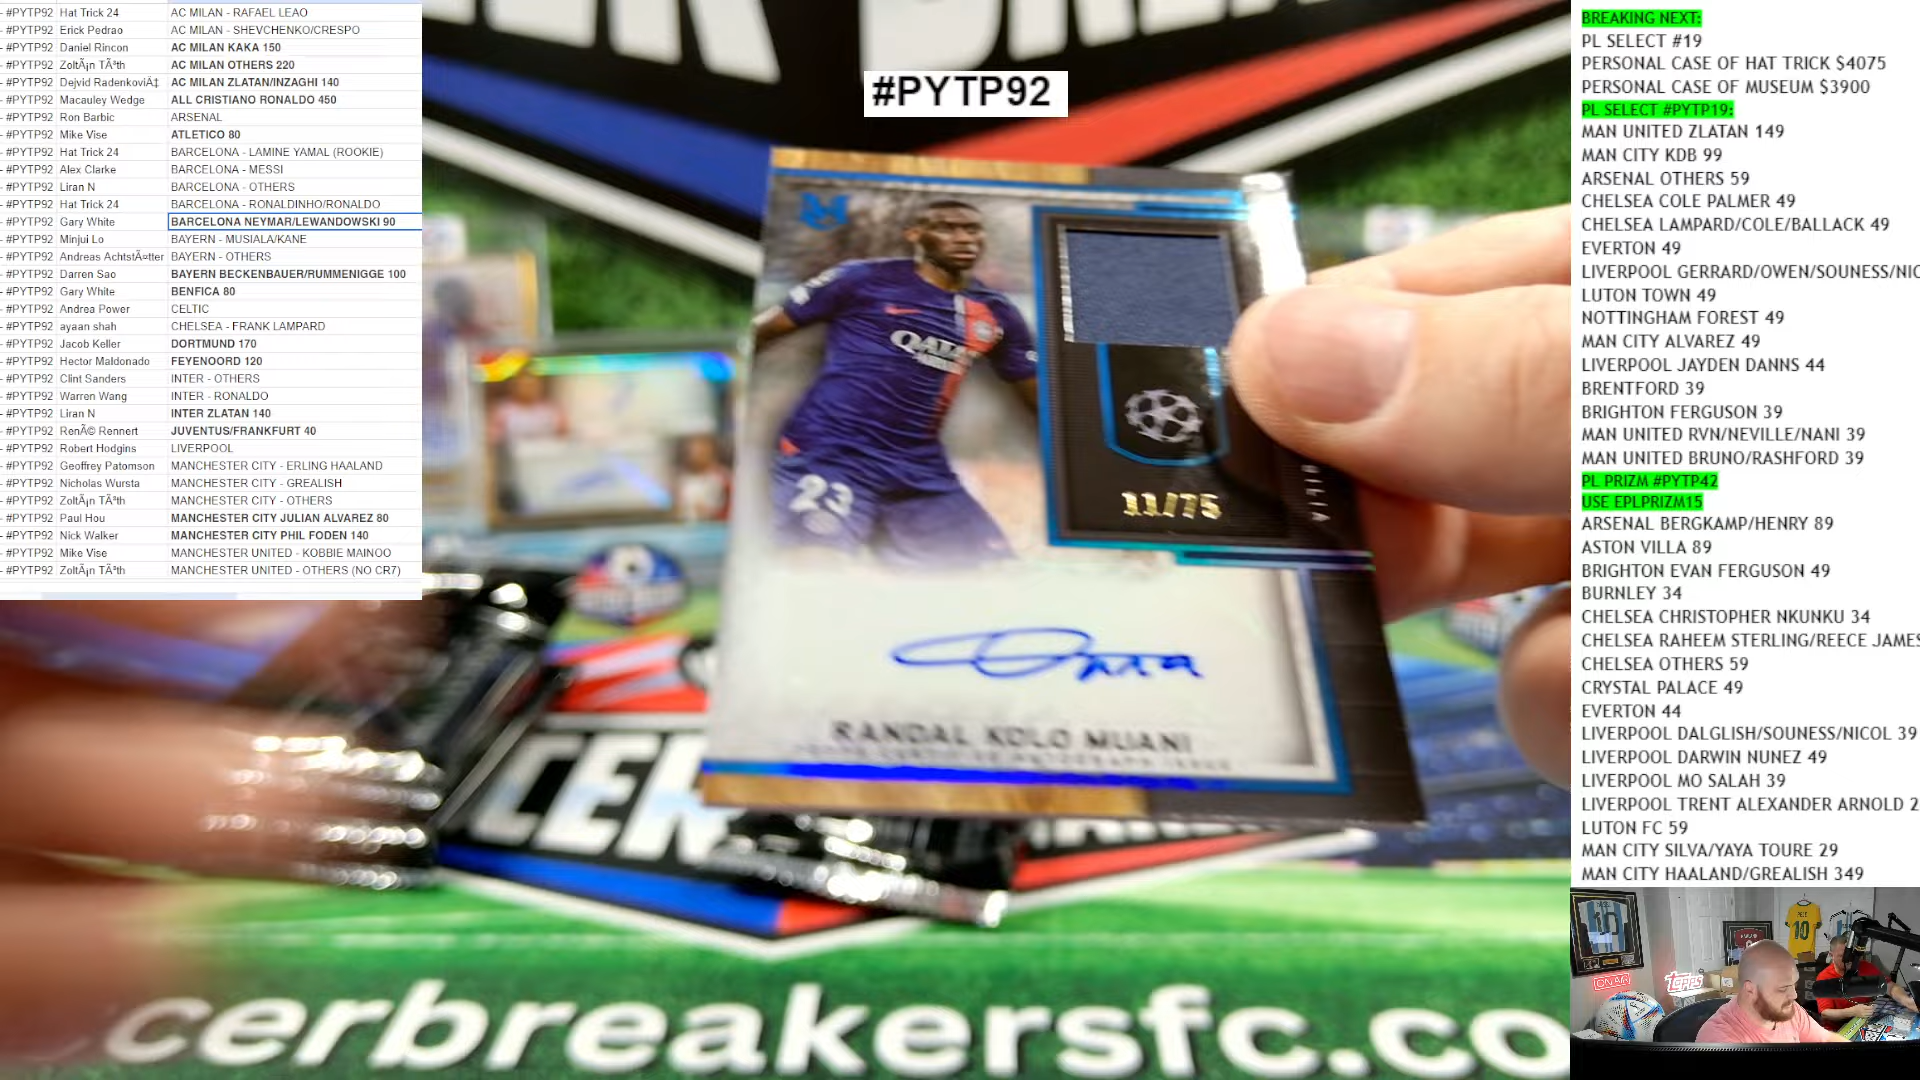 - #PYTP92 Hat Trick 24 AC MILAN - RAFAEL LEAO
- #PYTP92 Erick Pedrao AC MILAN - SHEVCHENKO/CRESPO
- #PYTP92 Daniel Rincon AC MILAN KAKA 150
- #PYTP92 ZoltÃ¡n TÃªth AC MILAN OTHERS 220
- #PYTP92 Dejvid RadenkoviÄ‡ AC MILAN ZLATAN/INZAGHI 140
- #PYTP92 Macauley Wedge ALL CRISTIANO RONALDO 450
- #PYTP92 Ron Barbic ARSENAL
- #PYTP92 Mike Vise ATLETICO 80
- #PYTP92 Hat Trick 24 BARCELONA - LAMINE YAMAL (ROOKIE)
- #PYTP92 Alex Clarke BARCELONA - MESSI
- #PYTP92 Liran N BARCELONA - OTHERS
- #PYTP92 Hat Trick 24 BARCELONA - RONALDINHO/RONALDO
- #PYTP92 Gary White BARCELONA NEYMAR/LEWANDOWSKI 90
- #PYTP92 Minjui Lo BAYERN - MUSIALA/KANE
- #PYTP92 Andreas AchtstÃ¤tter BAYERN - OTHERS
- #PYTP92 Darren Sao BAYERN BECKENBAUER/RUMMENIGGE 100
- #PYTP92 Gary White BENFICA 80
- #PYTP92 Andrea Power CELTIC
- #PYTP92 ayaan shah CHELSEA - FRANK LAMPARD
- #PYTP92 Jacob Keller DORTMUND 170
- #PYTP92 Hector Maldonado FEYENOORD 120
- #PYTP92 Clint Sanders INTER - OTHERS
- #PYTP92 Warren Wang INTER - RONALDO
- #PYTP92 Liran N INTER ZLATAN 140
- #PYTP92 RenÃ© Rennert JUVENTUS/FRANKFURT 40
- #PYTP92 Robert Hodgins LIVERPOOL
- #PYTP92 Geoffrey Patomson MANCHESTER CITY - ERLING HAALAND
- #PYTP92 Nicholas Wursta MANCHESTER CITY - GREALISH
- #PYTP92 ZoltÃ¡n TÃªth MANCHESTER CITY - OTHERS
- #PYTP92 Paul Hou MANCHESTER CITY JULIAN ALVAREZ 80
- #PYTP92 Nick Walker MANCHESTER CITY PHIL FODEN 140
- #PYTP92 Mike Vise MANCHESTER UNITED - KOBBIE MAINOO
- #PYTP92 ZoltÃ¡n TÃªth MANCHESTER UNITED - OTHERS (NO CR7)
#PYTP92
QATAR
23
11/75
RANDAL KOLO MUANI
cerbreakersfc.co
BREAKING NEXT:
PL SELECT #19
PERSONAL CASE OF HAT TRICK $4075
PERSONAL CASE OF MUSEUM $3900
PL SELECT #PYTP19:
MAN UNITED ZLATAN 149
MAN CITY KDB 99
ARSENAL OTHERS 59
CHELSEA COLE PALMER 49
CHELSEA LAMPARD/COLE/BALLACK 49
EVERTON 49
LIVERPOOL GERRARD/OWEN/SOUNESS/NIC
LUTON TOWN 49
NOTTINGHAM FOREST 49
MAN CITY ALVAREZ 49
LIVERPOOL JAYDEN DANNS 44
BRENTFORD 39
BRIGHTON FERGUSON 39
MAN UNITED RVN/NEVILLE/NANI 39
MAN UNITED BRUNO/RASHFORD 39
PL PRIZM #PYTP42
USE EPLPRIZM15
ARSENAL BERGKAMP/HENRY 89
ASTON VILLA 89
BRIGHTON EVAN FERGUSON 49
BURNLEY 34
CHELSEA CHRISTOPHER NKUNKU 34
CHELSEA RAHEEM STERLING/REECE JAMES
CHELSEA OTHERS 59
CRYSTAL PALACE 49
EVERTON 44
LIVERPOOL DALGLISH/SOUNESS/NICOL 39
LIVERPOOL DARWIN NUNEZ 49
LIVERPOOL MO SALAH 39
LIVERPOOL TRENT ALEXANDER ARNOLD 2
LUTON FC 59
MAN CITY SILVA/YAYA TOURE 29
MAN CITY HAALAND/GREALISH 349
ON AIR
TOPPS
10